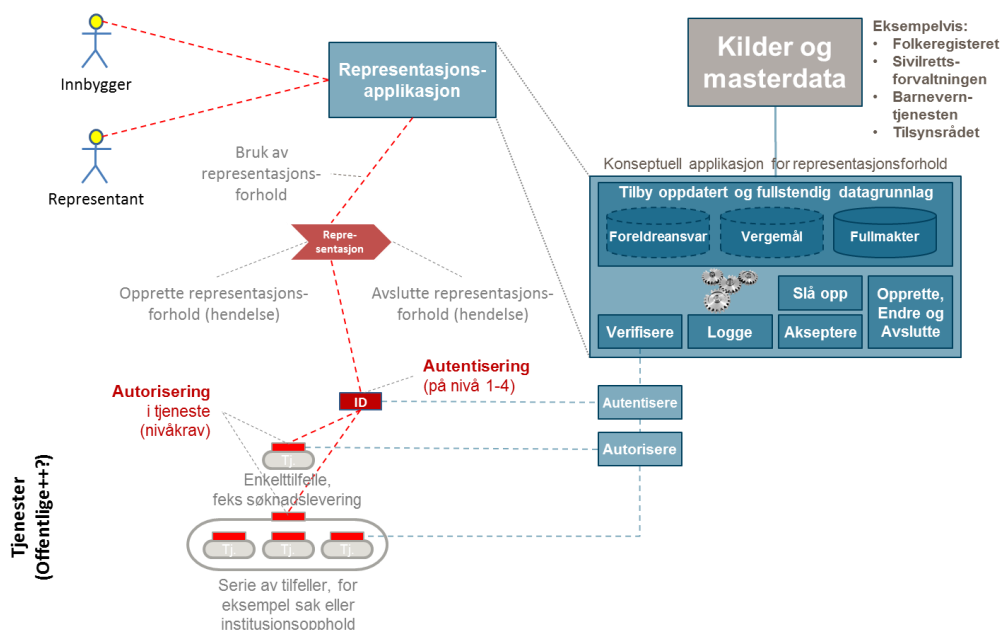 Innbygger
Representant
Representasjons-
applikasjon
Kilder og
masterdata
Eksempelvis:
• Folkeregisteret
• Sivilretts-
forvaltningen
• Barnevern-
tjenesten
• Tilsynsrådet
Bruk av
representasjons-
forhold
Konseptuell applikasjon for representasjonsforhold
Tilby oppdatert og fullstendig datagrunnlag
Foreldreansvar
Vergemål
Fullmakter
Slå opp
Opprette,
Endre og
Avslutte
Verifisere
Logge
Akseptere
Repre-
sentasjon
Opprette representasjons-
forhold (hendelse)
Avslutte representasjons-
forhold (hendelse)
Autentisering
(på nivå 1-4)
Autorisering
i tjeneste
(nivåkrav)
ID
Autentisere
Autorisere
Tj.
Enkelttilfelle,
feks søknadslevering
Tj.
Tj.
Tj.
Serie av tilfeller, for
eksempel sak eller
institusjonsopphold
Tjenester
(Offentlige++?)